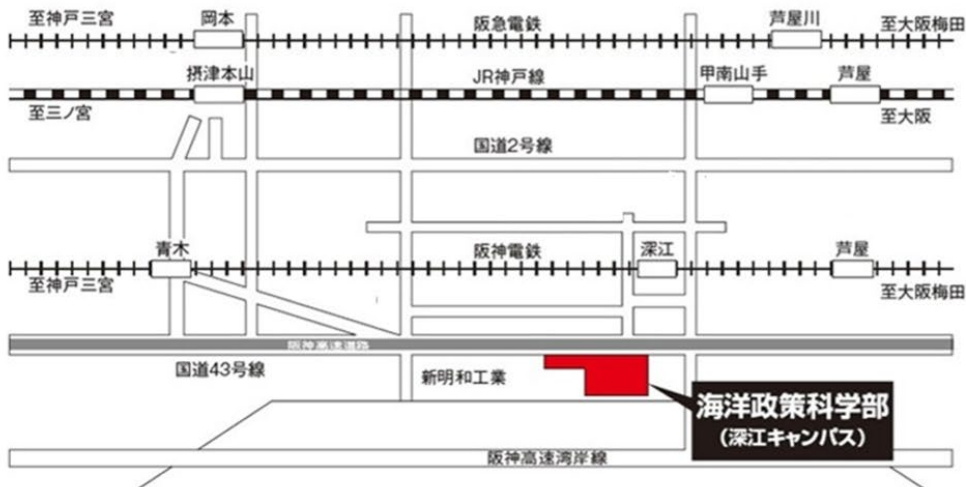 至神戸三宮
岡本
阪急電鉄
芦屋川
至大阪梅田
摂津本山
JR神戸線
甲南山手
芦屋
至三ノ宮
至大阪
国道2号線
青木
阪神電鉄
深江
芦屋
至神戸三宮
至大阪梅田
阪神高速道路
国道43号線
新明和工業
海洋政策科学部
(深江キャンパス)
阪神高速湾岸線